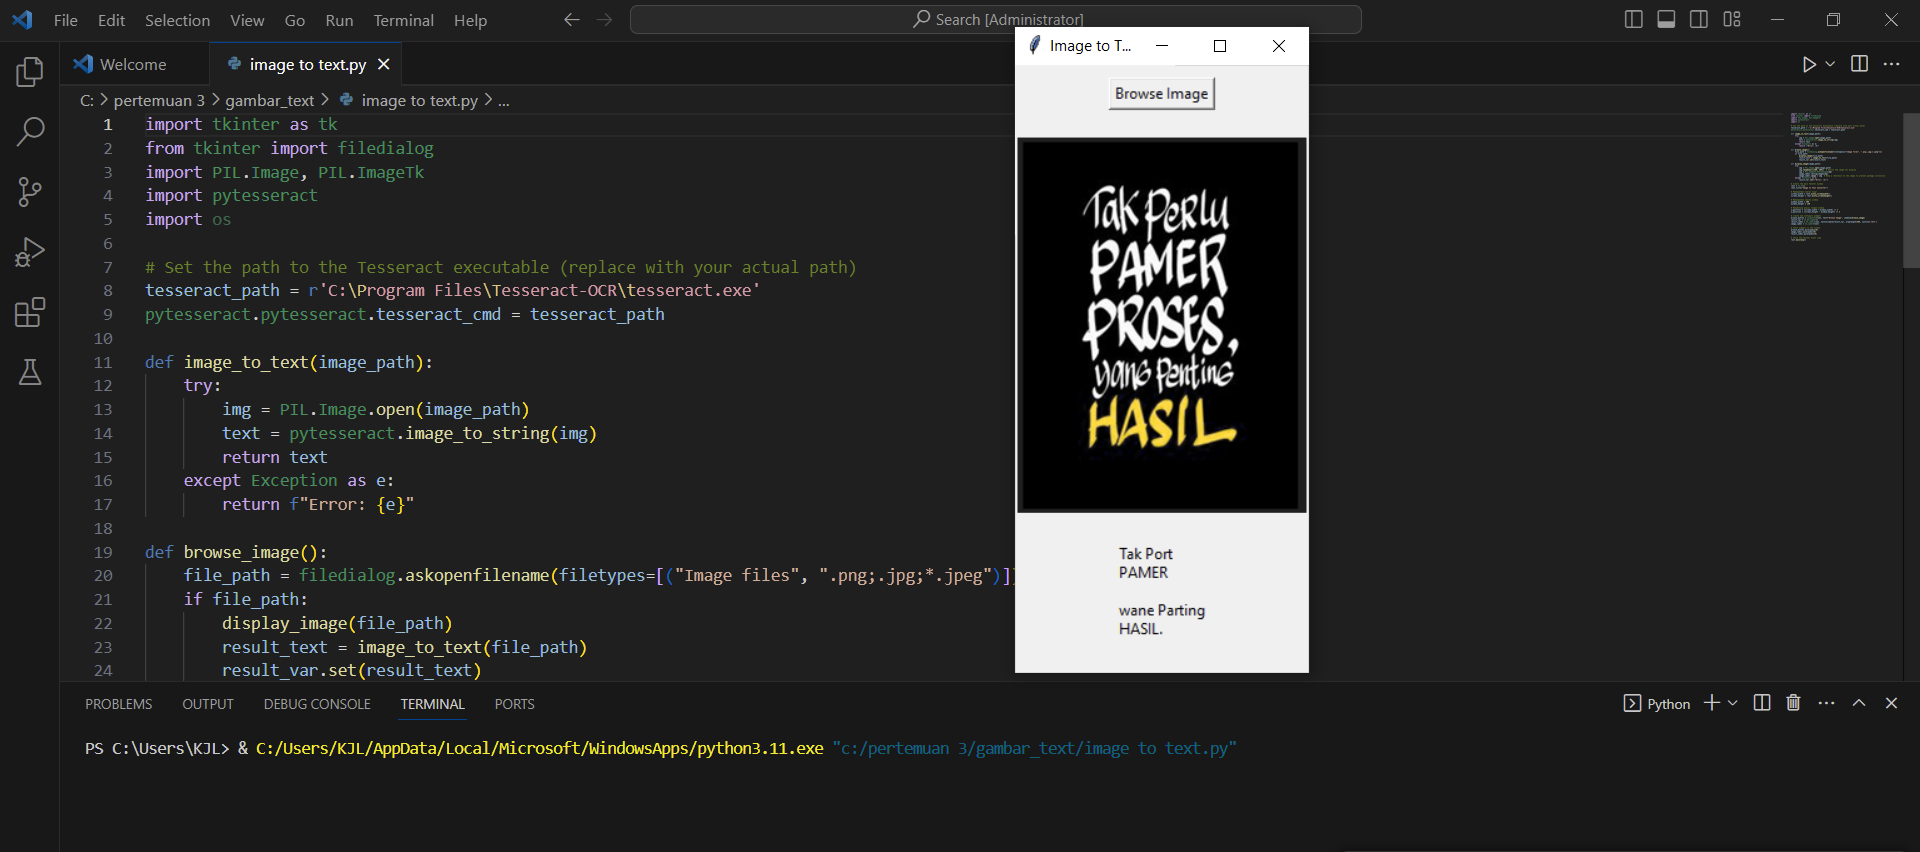 File Edit Selection View Go Run Terminal Help
Search [Administrator]
Welcome
image to text.py
C: > pertemuan 3 > gambar_text > image to text.py > ...
1 import tkinter as tk
2 from tkinter import filedialog
3 import PIL.Image, PIL.ImageTk
4 import pytesseract
5 import os
6
7 # Set the path to the Tesseract executable (replace with your actual path)
8 tesseract_path = r'C:\Program Files\Tesseract-OCR\tesseract.exe'
9 pytesseract.pytesseract.tesseract_cmd = tesseract_path
10
11 def image_to_text(image_path):
12 try:
13 img = PIL.Image.open(image_path)
14 text = pytesseract.image_to_string(img)
15 return text
16 except Exception as e:
17 return f"Error: {e}"
18
19 def browse_image():
20 file_path = filedialog.askopenfilename(filetypes=[("Image files", ".png;.jpg;*.jpeg")])
21 if file_path:
22 display_image(file_path)
23 result_text = image_to_text(file_path)
24 result_var.set(result_text)
Image to T...
Browse Image
Tak Perlu
PAMER
PROSES,
yang Penting
HASIL
Tak Port
PAMER
wane Parting
HASIL.
PROBLEMS OUTPUT DEBUG CONSOLE TERMINAL PORTS
Python
PS C:\Users\KJL> & C:/Users/KJL/AppData/Local/Microsoft/WindowsApps/python3.11.exe "c:/pertemuan 3/gambar_text/image to text.py"